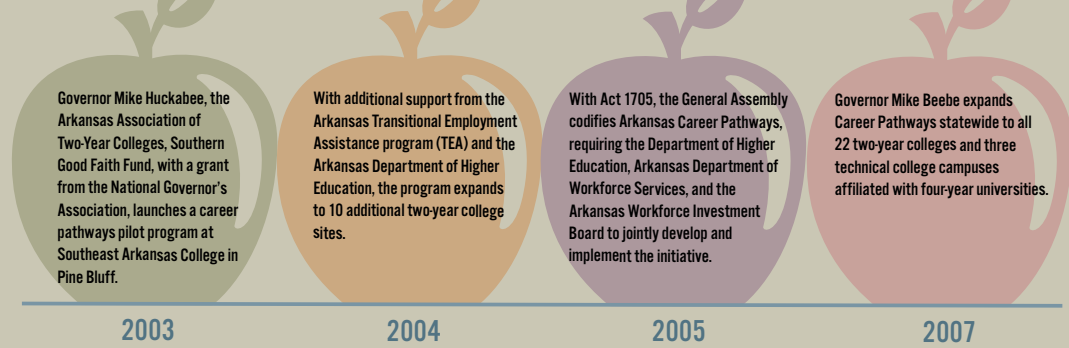 Governor Mike Huckabee, the
Arkansas Association of
Two-Year Colleges, Southern
Good Faith Fund, with a grant
from the National Governor's
Association, launches a career
pathways pilot program at
Southeast Arkansas College in
Pine Bluff.
2003
With additional support from the
Arkansas Transitional Employment
Assistance program (TEA) and the
Arkansas Department of Higher
Education, the program expands
to 10 additional two-year college
sites.
2004
With Act 1705, the General Assembly
codifies Arkansas Career Pathways,
requiring the Department of Higher
Education, Arkansas Department of
Workforce Services, and the
Arkansas Workforce Investment
Board to jointly develop and
implement the initiative.
2005
Governor Mike Beebe expands
Career Pathways statewide to all
22 two-year colleges and three
technical college campuses
affiliated with four-year universities.
2007